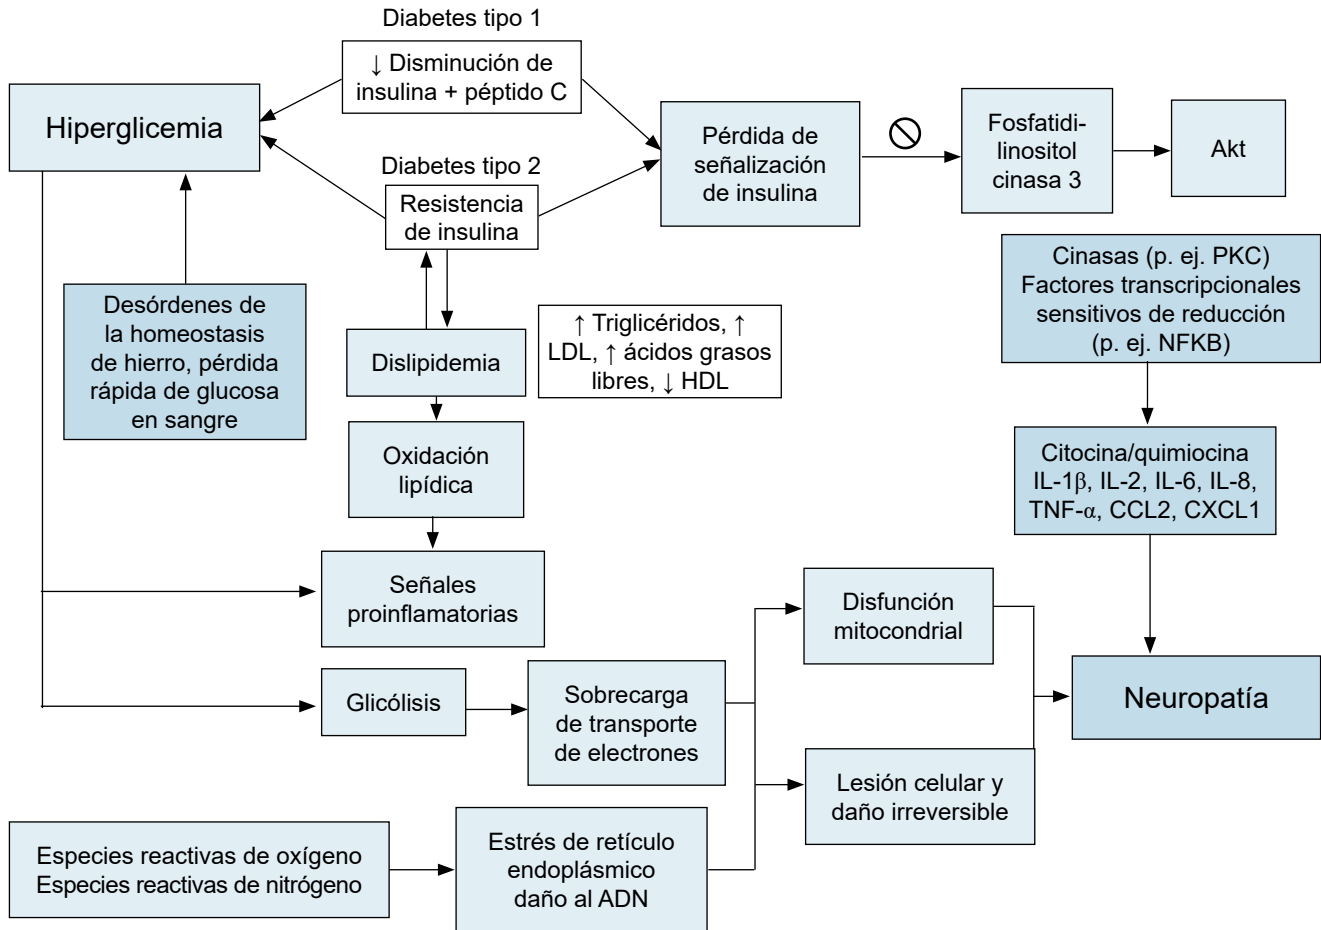 Diabetes tipo 1
↓ Disminución de
insulina + péptido C
Hiperglicemia
Diabetes tipo 2
Resistencia
de insulina
Pérdida de
señalización
de insulina
Fosfatidi-
linositol
cinasa 3
Akt
Desórdenes de
la homeostasis
de hierro, pérdida
rápida de glucosa
en sangre
Dislipidemia
↑ Triglicéridos, ↑
LDL, ↑ ácidos grasos
libres, ↓ HDL
Cinasas (p. ej. PKC)
Factores transcripcionales
sensitivos de reducción
(p. ej. NFKB)
Oxidación
lipídica
Citocina/quimiocina
IL-1β, IL-2, IL-6, IL-8,
TNF-α, CCL2, CXCL1
Señales
proinflamatorias
Disfunción
mitocondrial
Glicólisis
Sobrecarga
de transporte
de electrones
Neuropatía
Lesión celular y
daño irreversible
Especies reactivas de oxígeno
Especies reactivas de nitrógeno
Estrés de retículo
endoplásmico
daño al ADN